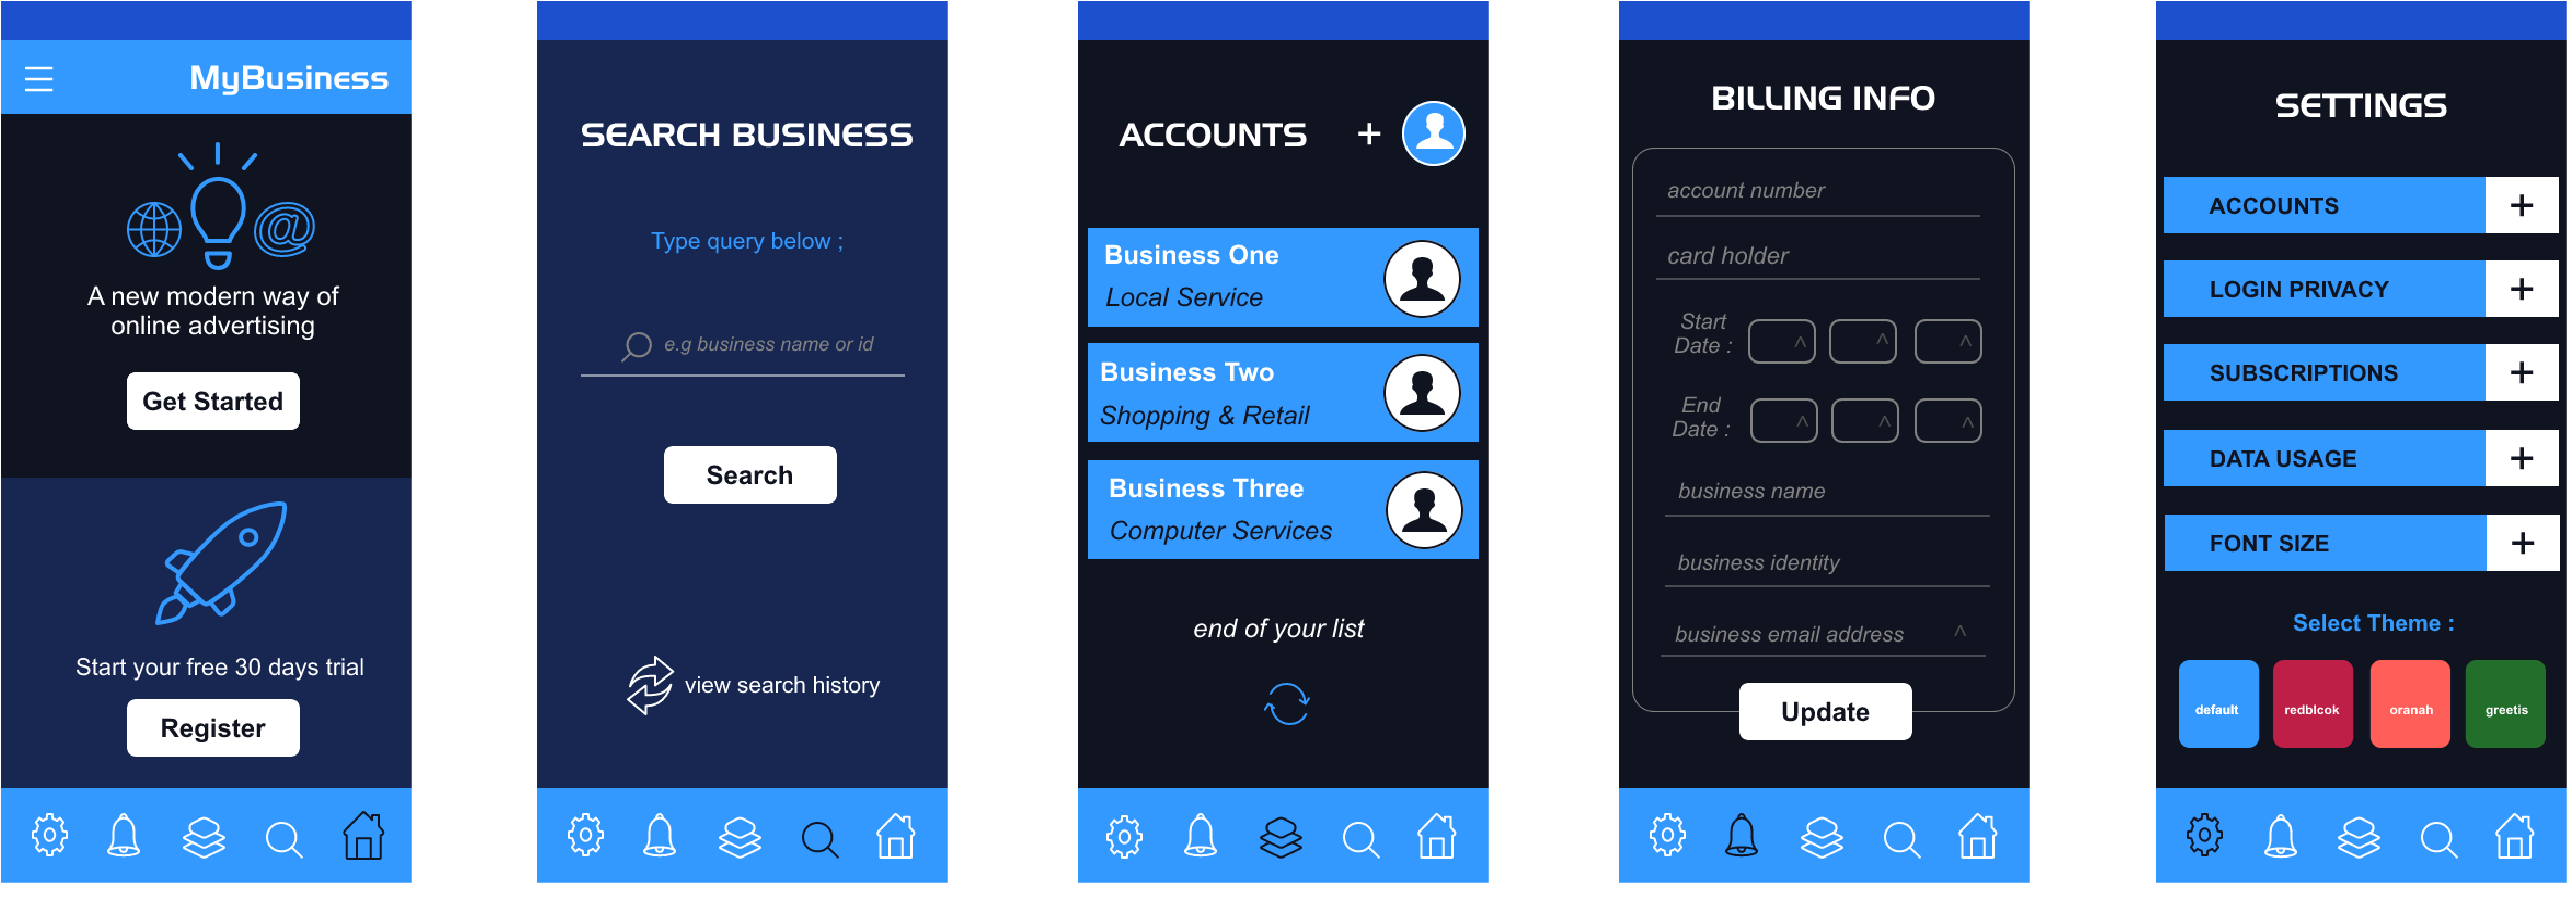 MyBusiness
A new modern way of
online advertising
Get Started
Start your free 30 days trial
Register
SEARCH BUSINESS
Type query below ;
e.g business name or id
Search
view search history
ACCOUNTS +
Business One
Local Service
Business Two
Shopping & Retail
Business Three
Computer Services
end of your list
BILLING INFO
account number
card holder
Start
Date :
^ ^ ^
End
Date :
^ ^ ^
business name
business identity
business email address ^
Update
SETTINGS
ACCOUNTS +
LOGIN PRIVACY +
SUBSCRIPTIONS +
DATA USAGE +
FONT SIZE +
Select Theme :
default redblcok oranah greetis